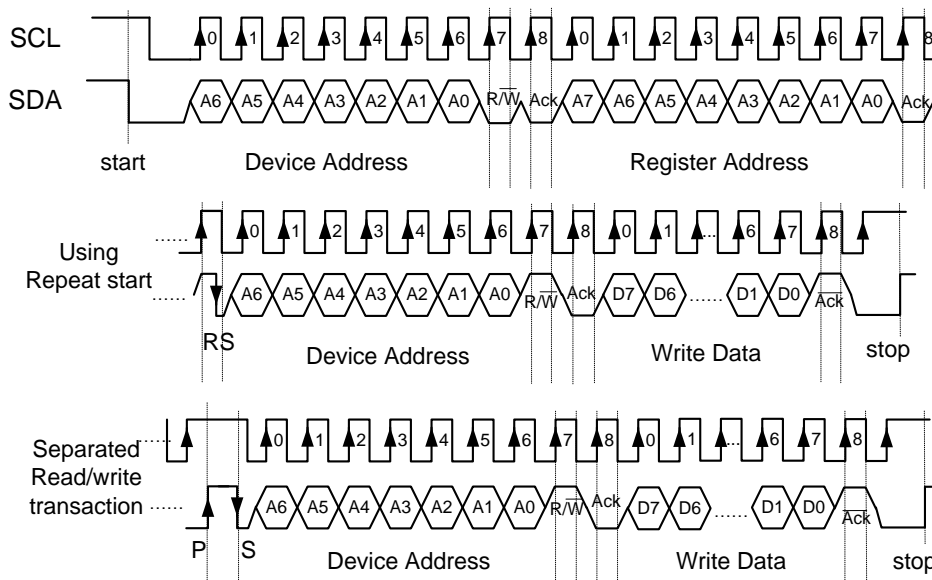 SCL 0 1 2 3 4 5 6 7 8 0 1 2 3 4 5 6 7 8
SDA A6 A5 A4 A3 A2 A1 A0 R/W̅ Ack A7 A6 A5 A4 A3 A2 A1 A0 Ack
start Device Address Register Address
0 1 2 3 4 5 6 7 8 0 1 ... 6 7 8
Using
Repeat start
......
......
A6 A5 A4 A3 A2 A1 A0 R/W̅ Ack D7 D6 ...... D1 D0 A̅c̅k̅
RS Device Address Write Data stop
0 1 2 3 4 5 6 7 8 0 1 ... 6 7 8
Separated ......
Read/write
transaction ......
A6 A5 A4 A3 A2 A1 A0 R/W̅ Ack D7 D6 ...... D1 D0 A̅c̅k̅
P S Device Address Write Data stop